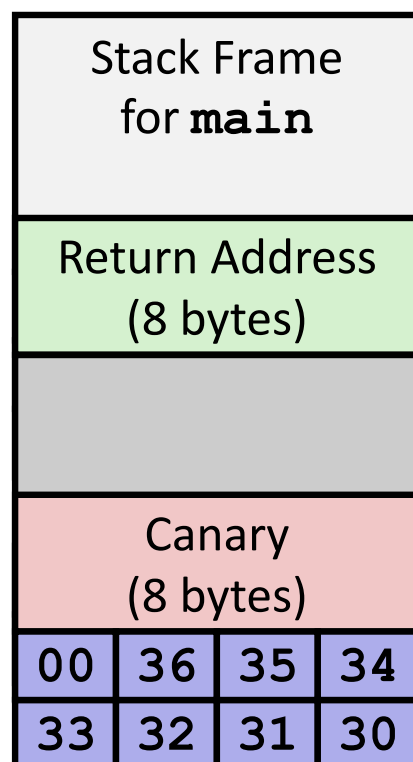 Stack Frame
for main
Return Address
(8 bytes)
Canary
(8 bytes)
00 36 35 34
33 32 31 30